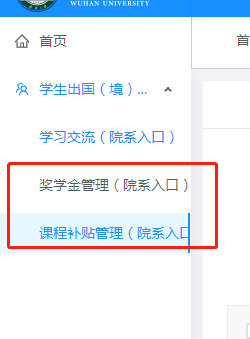 WUHAN UNIVERSITY
首页
首
学生出国（境）...
学习交流（院系入口）
奖学金管理（院系入口）
课程补贴管理（院系入口